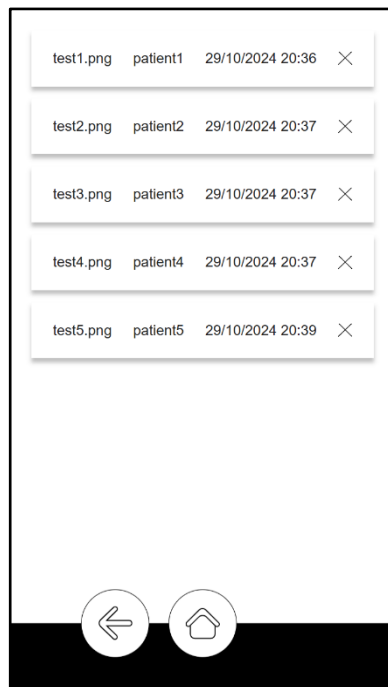 test1.png patient1 29/10/2024 20:36
test2.png patient2 29/10/2024 20:37
test3.png patient3 29/10/2024 20:37
test4.png patient4 29/10/2024 20:37
test5.png patient5 29/10/2024 20:39